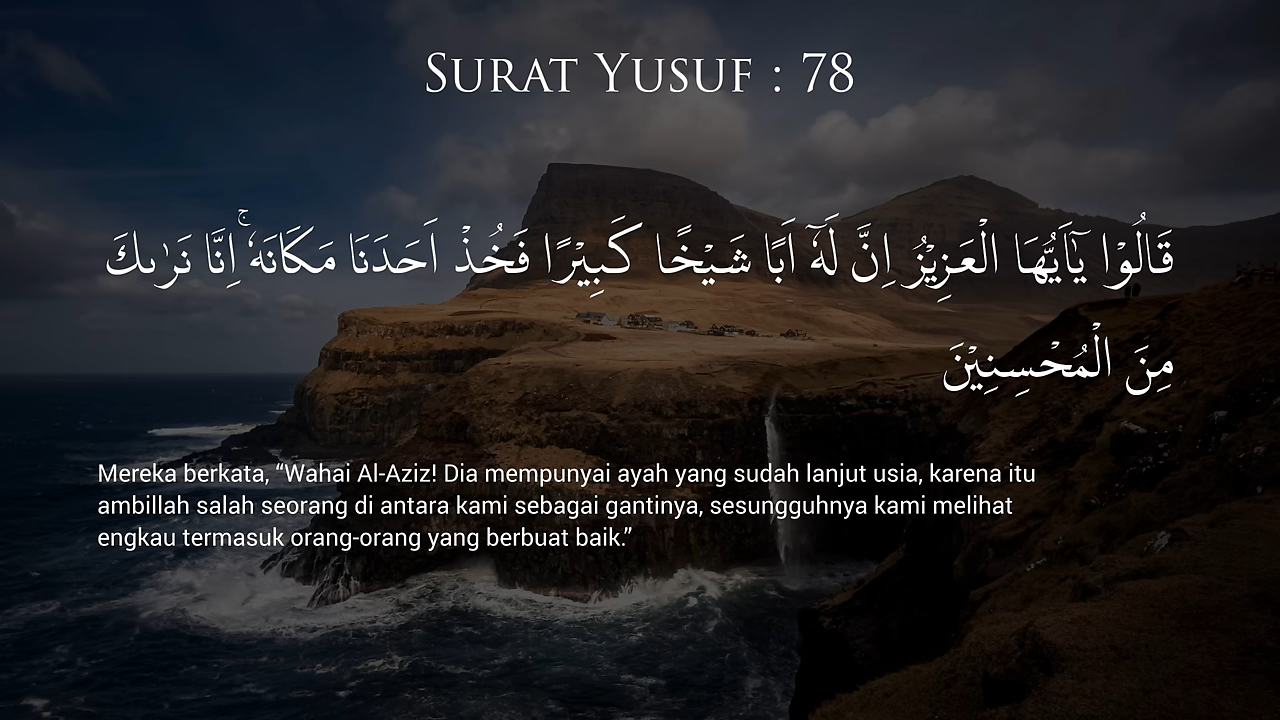 SURAT YUSUF : 78
قَالُوْا يٰٓاَيُّهَا الْعَزِيْزُ اِنَّ لَهٗٓ اَبًا شَيْخًا كَبِيْرًا فَخُذْ اَحَدَنَا مَكَانَهٗ ۚاِنَّا نَرٰىكَ
مِنَ الْمُحْسِنِيْنَ
Mereka berkata, “Wahai Al-Aziz! Dia mempunyai ayah yang sudah lanjut usia, karena itu
ambillah salah seorang di antara kami sebagai gantinya, sesungguhnya kami melihat
engkau termasuk orang-orang yang berbuat baik.”